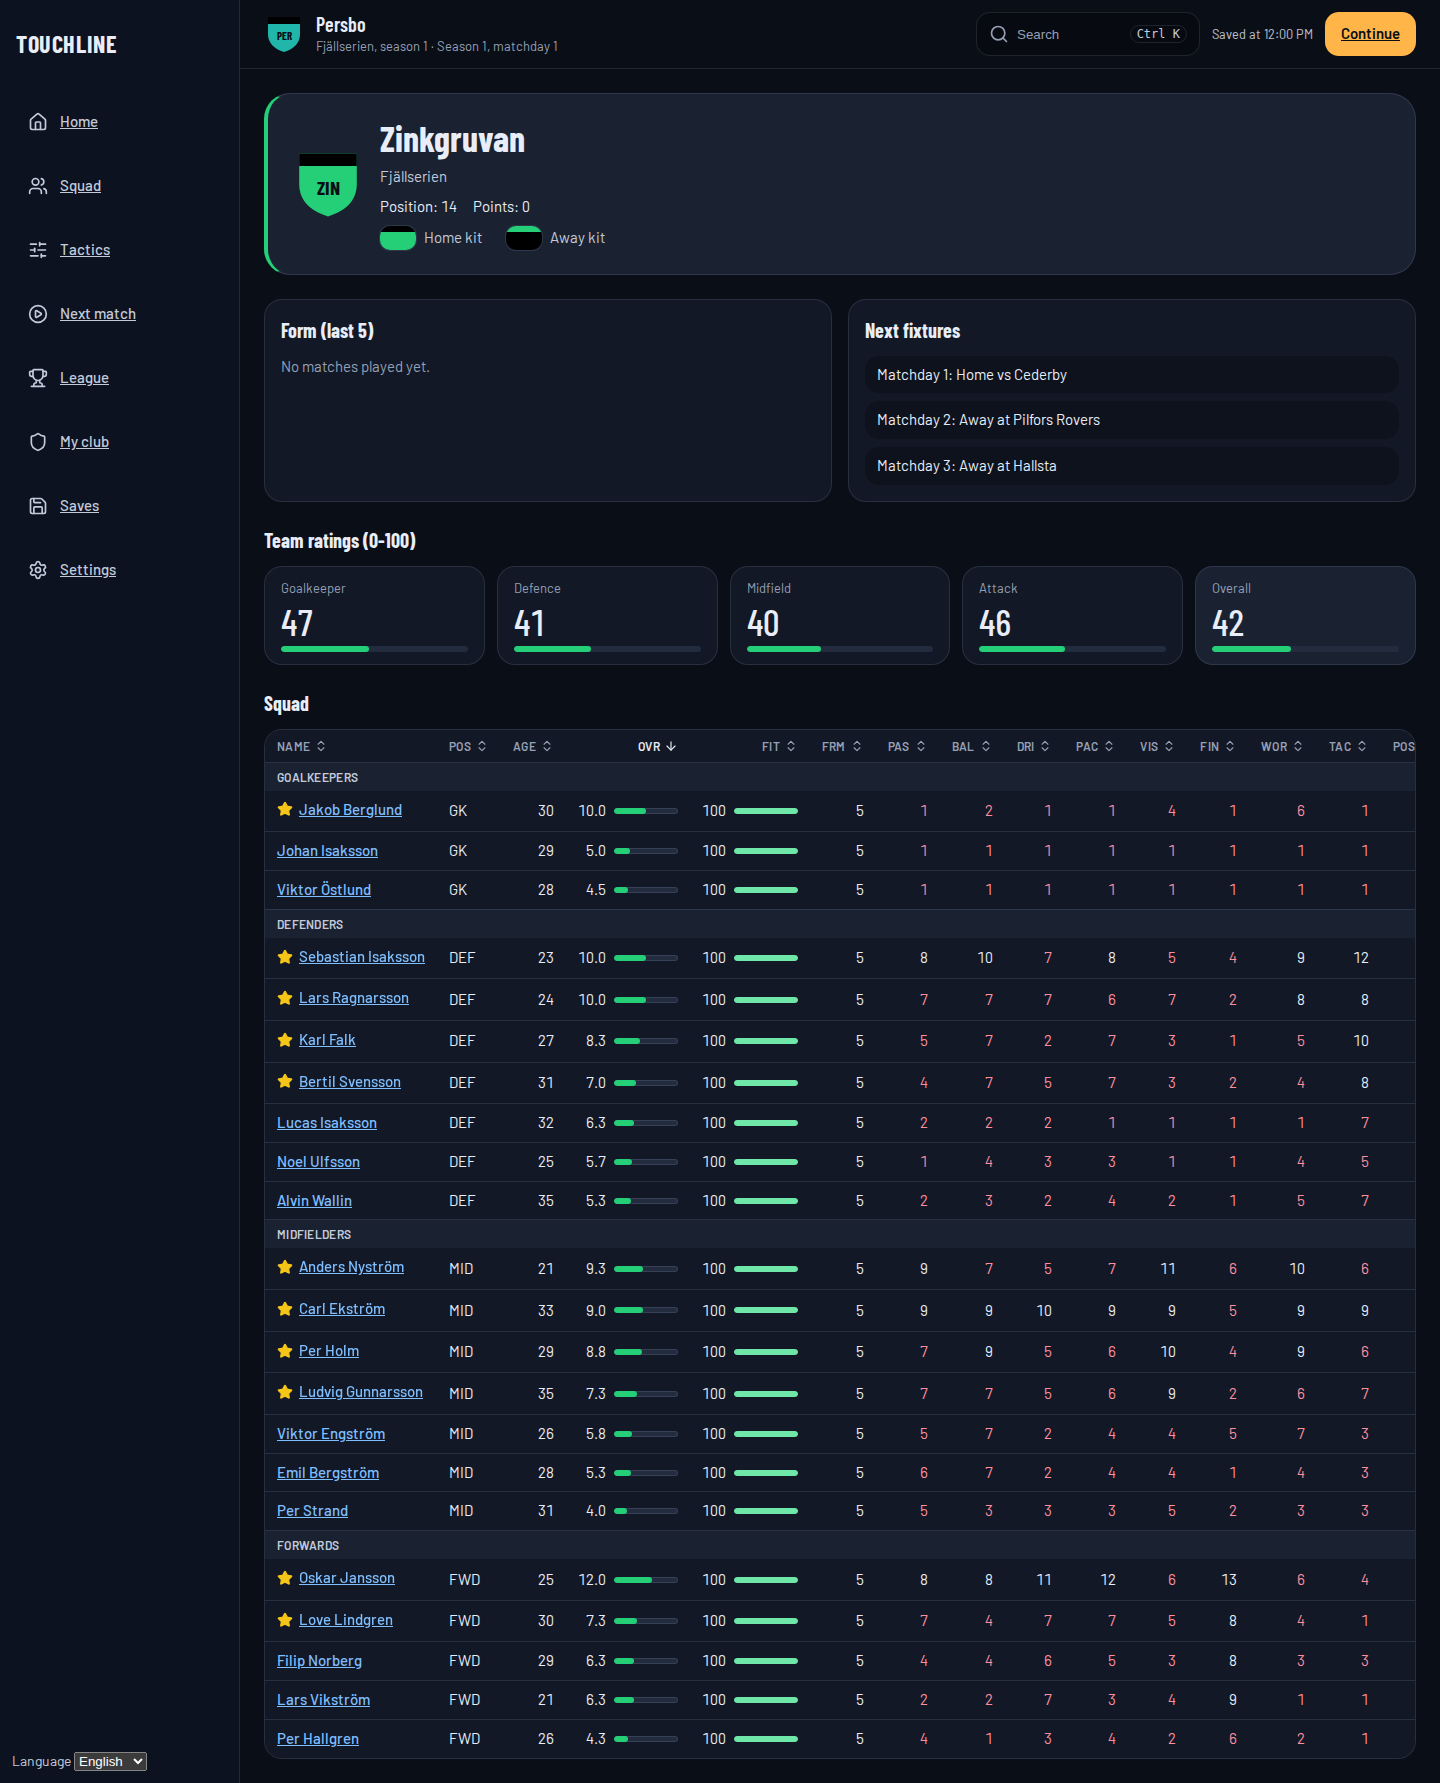 TOUCHLINE
Home
Squad
Tactics
Next match
League
My club
Saves
Settings
Language English
PER
Persbo
Fjällserien, season 1 · Season 1, matchday 1
Search Ctrl K
Saved at 12:00 PM
Continue
ZIN
Zinkgruvan
Fjällserien
Position: 14 Points: 0
Home kit Away kit
Form (last 5)
No matches played yet.
Next fixtures
Matchday 1: Home vs Cederby
Matchday 2: Away at Pilfors Rovers
Matchday 3: Away at Hallsta
Team ratings (0-100)
Goalkeeper
47
Defence
41
Midfield
40
Attack
46
Overall
42
Squad
NAME POS AGE OVR FIT FRM PAS BAL DRI PAC VIS FIN WOR TAC POS
GOALKEEPERS
Jakob Berglund GK 30 10.0 100 5 1 2 1 1 4 1 6 1
Johan Isaksson GK 29 5.0 100 5 1 1 1 1 1 1 1 1
Viktor Östlund GK 28 4.5 100 5 1 1 1 1 1 1 1 1
DEFENDERS
Sebastian Isaksson DEF 23 10.0 100 5 8 10 7 8 5 4 9 12
Lars Ragnarsson DEF 24 10.0 100 5 7 7 7 6 7 2 8 8
Karl Falk DEF 27 8.3 100 5 5 7 2 7 3 1 5 10
Bertil Svensson DEF 31 7.0 100 5 4 7 5 7 3 2 4 8
Lucas Isaksson DEF 32 6.3 100 5 2 2 2 1 1 1 1 7
Noel Ulfsson DEF 25 5.7 100 5 1 4 3 3 1 1 4 5
Alvin Wallin DEF 35 5.3 100 5 2 3 2 4 2 1 5 7
MIDFIELDERS
Anders Nyström MID 21 9.3 100 5 9 7 5 7 11 6 10 6
Carl Ekström MID 33 9.0 100 5 9 9 10 9 9 5 9 9
Per Holm MID 29 8.8 100 5 7 9 5 6 10 4 9 6
Ludvig Gunnarsson MID 35 7.3 100 5 7 7 5 6 9 2 6 7
Viktor Engström MID 26 5.8 100 5 5 7 2 4 4 5 7 3
Emil Bergström MID 28 5.3 100 5 6 7 2 4 4 1 4 3
Per Strand MID 31 4.0 100 5 5 3 3 3 5 2 3 3
FORWARDS
Oskar Jansson FWD 25 12.0 100 5 8 8 11 12 6 13 6 4
Love Lindgren FWD 30 7.3 100 5 7 4 7 7 5 8 4 1
Filip Norberg FWD 29 6.3 100 5 4 4 6 5 3 8 3 3
Lars Vikström FWD 21 6.3 100 5 2 2 7 3 4 9 1 1
Per Hallgren FWD 26 4.3 100 5 4 1 3 4 2 6 2 1